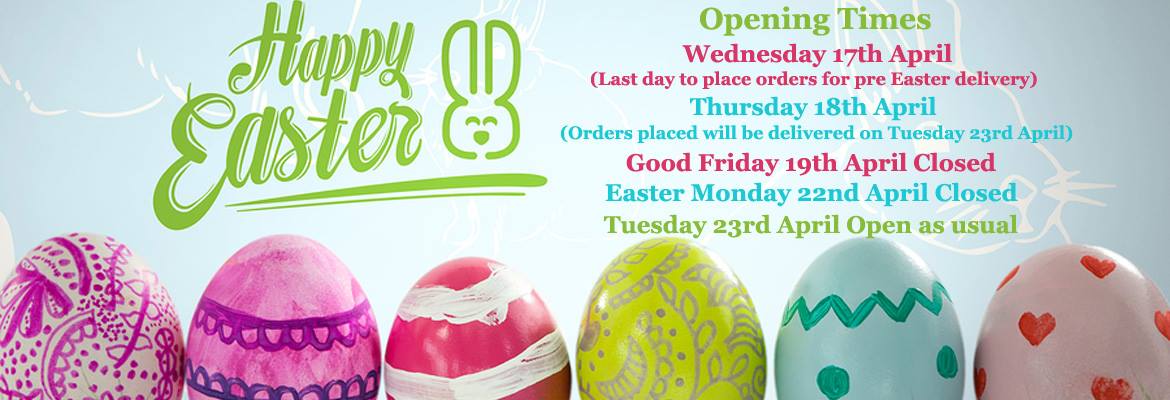 Happy
Easter
Opening Times
Wednesday 17th April
(Last day to place orders for pre Easter delivery)
Thursday 18th April
(Orders placed will be delivered on Tuesday 23rd April)
Good Friday 19th April Closed
Easter Monday 22nd April Closed
Tuesday 23rd April Open as usual